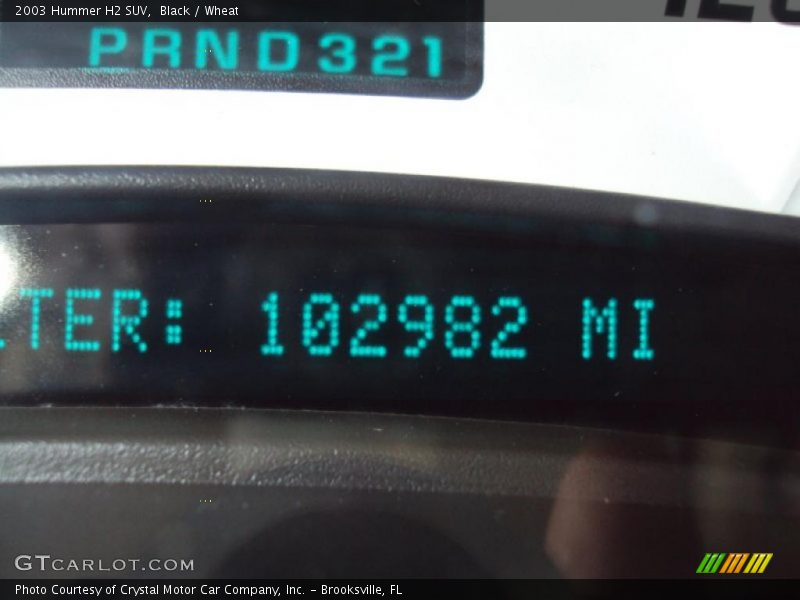 2003 Hummer H2 SUV, Black / Wheat
PRND321
TER: 102982 MI
GTCARLOT.COM
Photo Courtesy of Crystal Motor Car Company, Inc. – Brooksville, FL